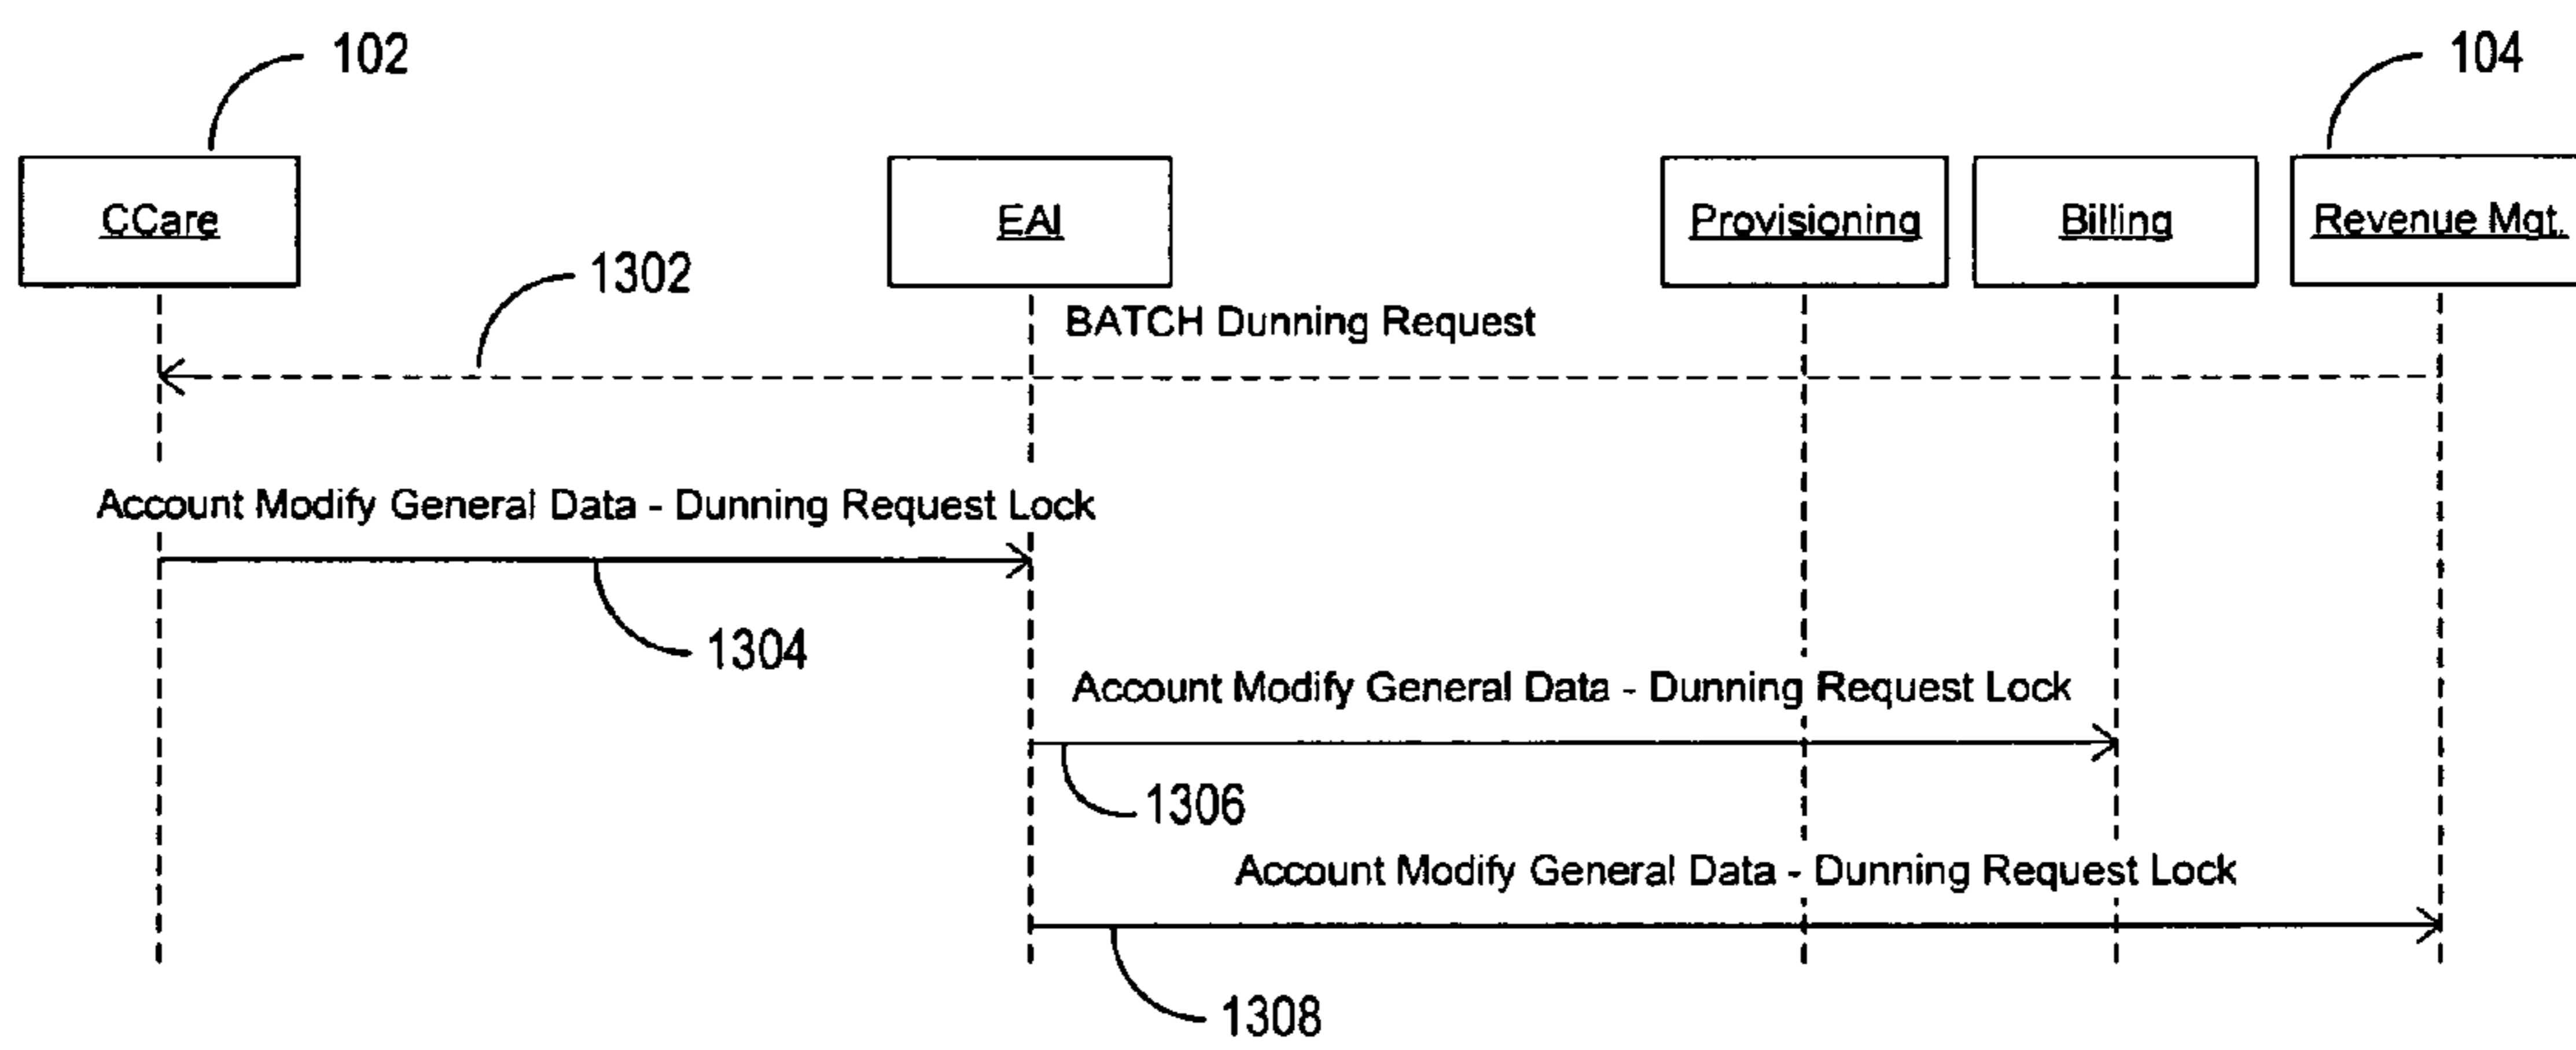 102
104
CCare
EAI
Provisioning
Billing
Revenue Mgt.
1302
BATCH Dunning Request
Account Modify General Data - Dunning Request Lock
1304
Account Modify General Data - Dunning Request Lock
1306
Account Modify General Data - Dunning Request Lock
1308